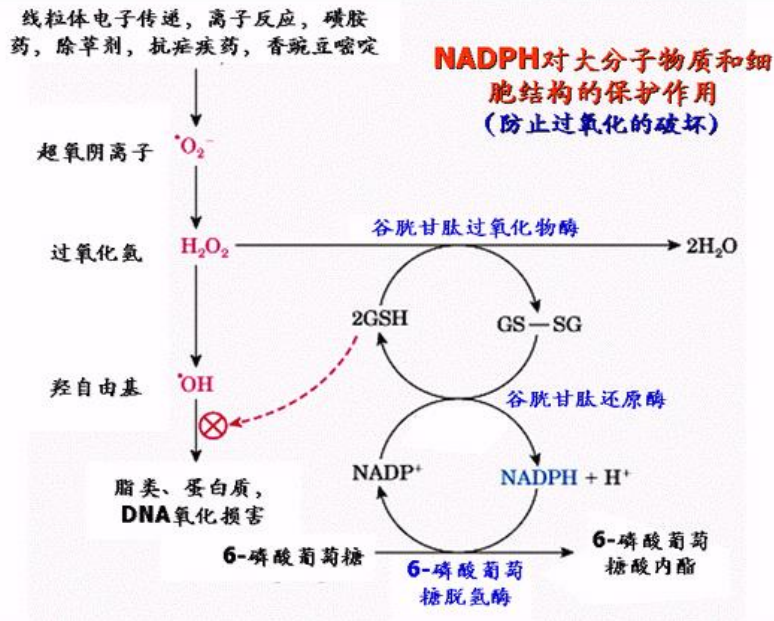 线粒体电子传递，离子反应，磺胺
药，除草剂，抗疟疾药，香豌豆嘧啶
NADPH对大分子物质和细
胞结构的保护作用
(防止过氧化的破坏)
超氧阴离子
˙O₂⁻
过氧化氢
H₂O₂
谷胱甘肽过氧化物酶
2H₂O
2GSH
GS—SG
羟自由基
˙OH
谷胱甘肽还原酶
NADP⁺
NADPH + H⁺
脂类、蛋白质，
DNA氧化损害
6-磷酸葡萄糖
6-磷酸葡萄
糖脱氢酶
6-磷酸葡萄
糖酸内酯